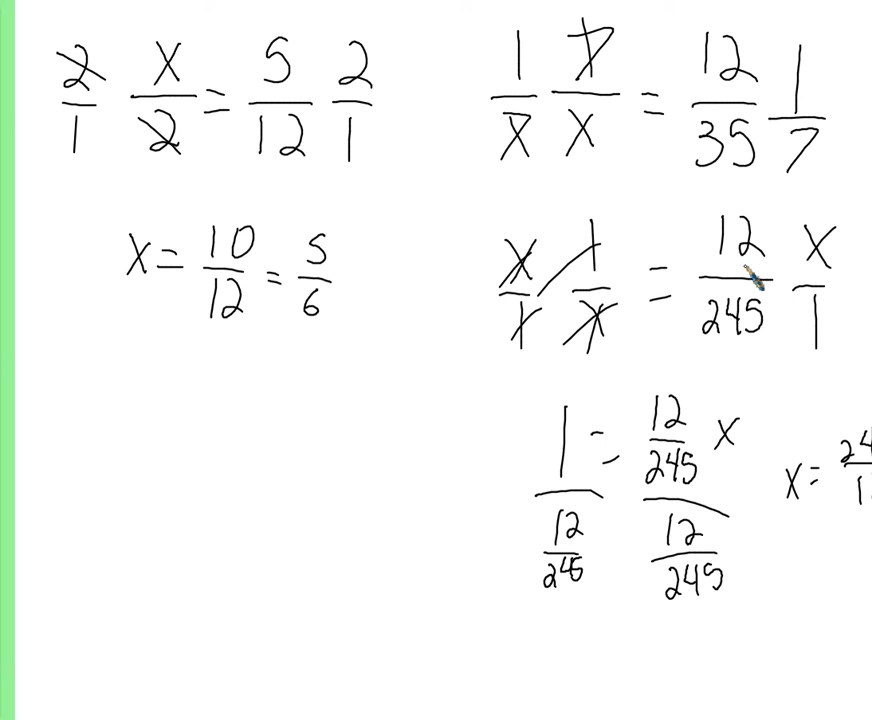 2/1 x/2 = 5/12 2/1
x = 10/12 = 5/6
1/7 7/x = 12/35 1/7
x/1 1/x = 12/245 x/1
1 = 12/245 x
12/245 12/245
x =